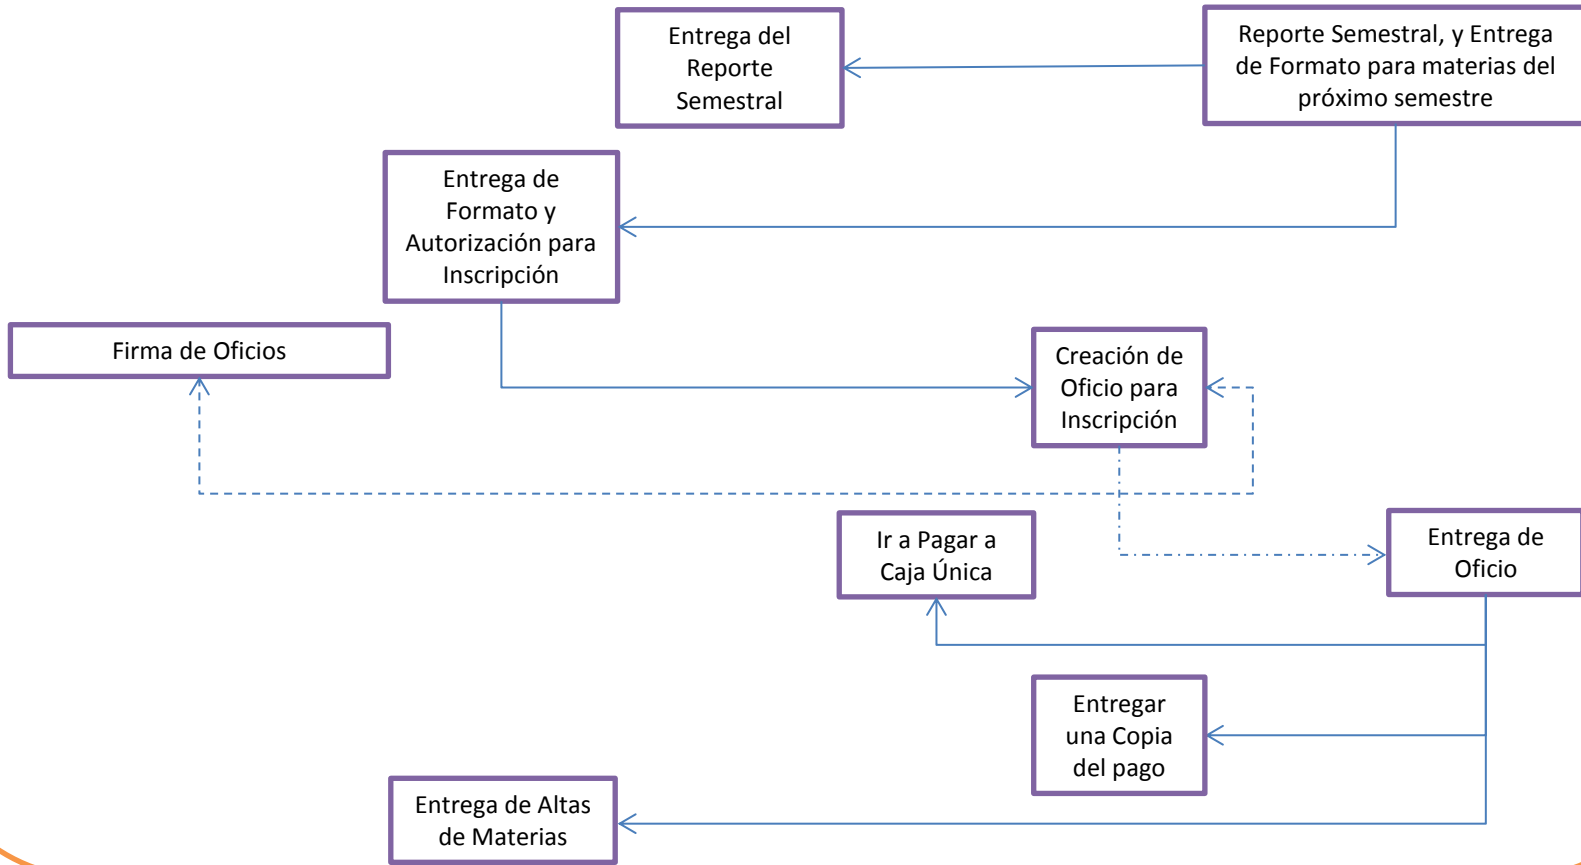 Entrega del
Reporte
Semestral
Reporte Semestral, y Entrega
de Formato para materias del
próximo semestre
Entrega de
Formato y
Autorización para
Inscripción
Firma de Oficios
Creación de
Oficio para
Inscripción
Ir a Pagar a
Caja Única
Entrega de
Oficio
Entregar
una Copia
del pago
Entrega de Altas
de Materias